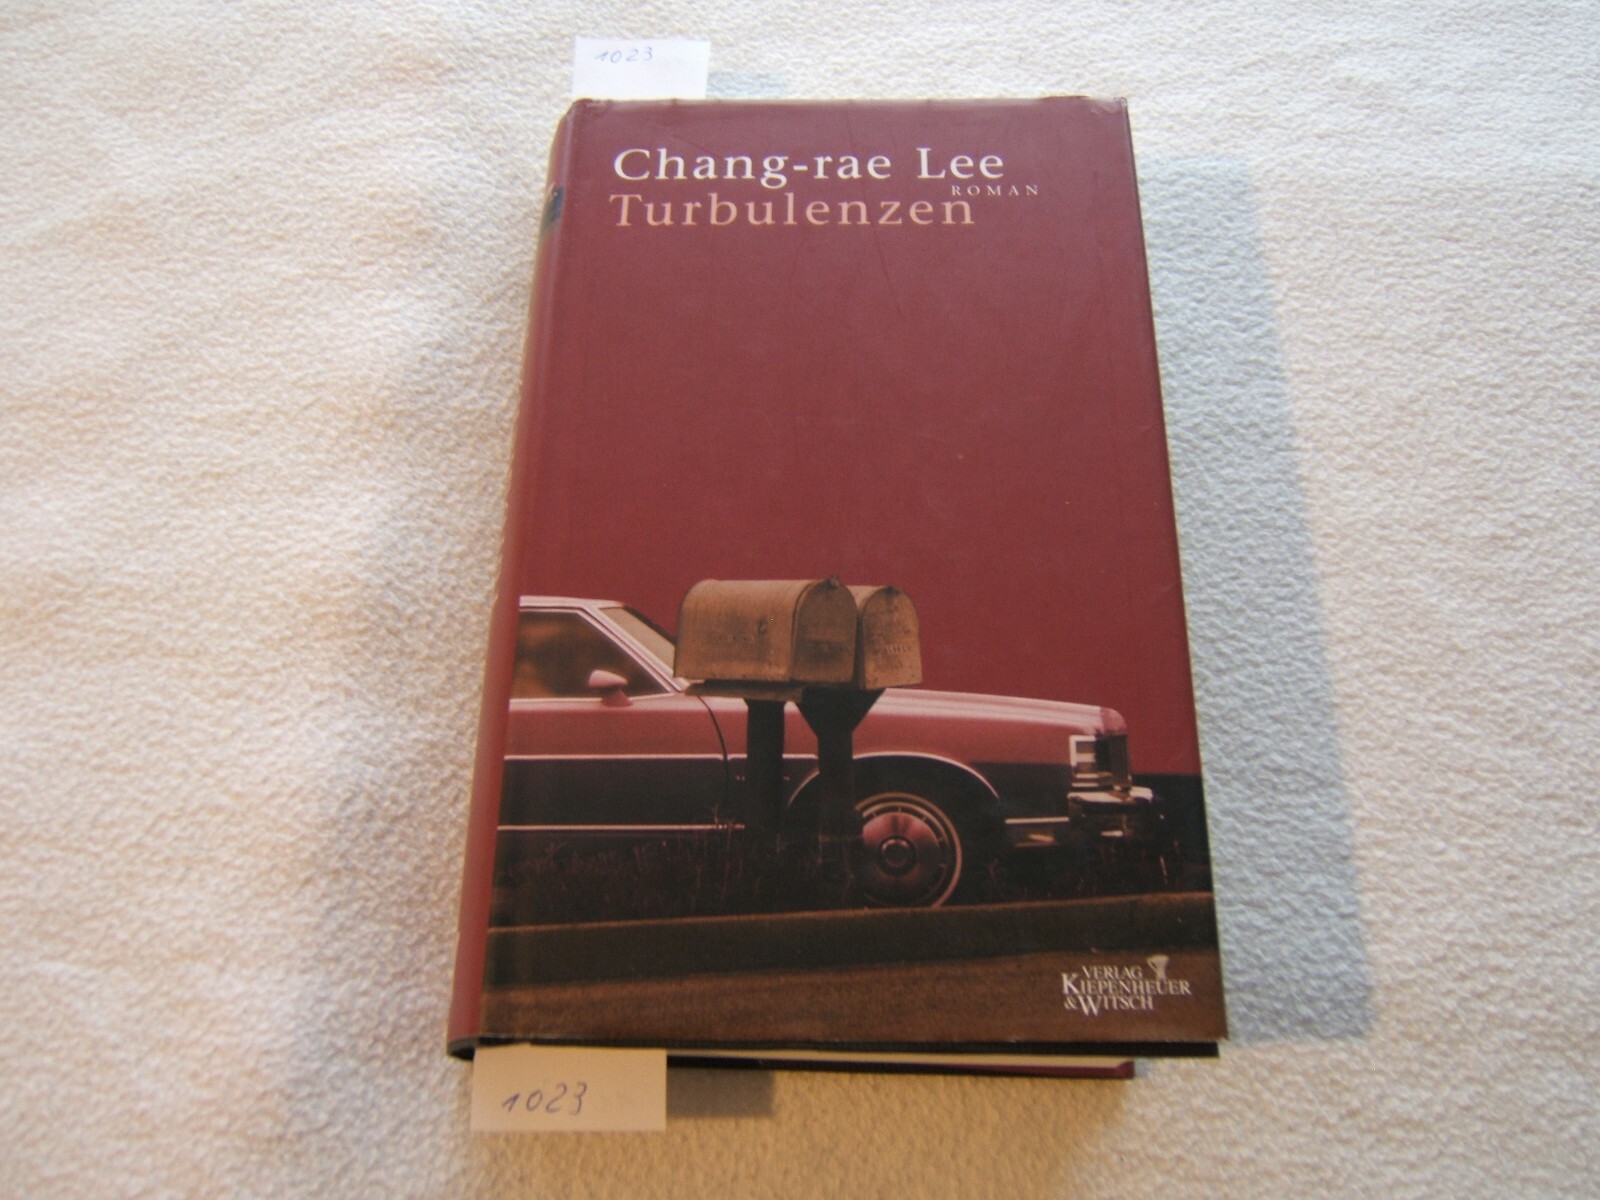 1023
Chang-rae Lee
ROMAN
Turbulenzen
VERLAG
KIEPENHEUER
&WITSCH
1023